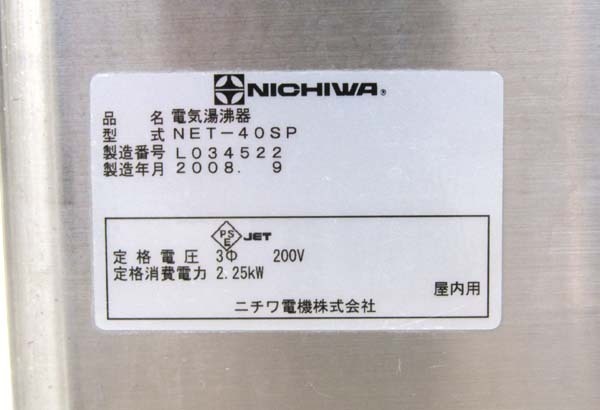 NICHIWA®
品名 電気湯沸器
型式 NET-40SP
製造番号 L034522
製造年月 2008. 9
PSE JET
定格電圧 3Φ 200V
定格消費電力 2.25kW
屋内用
ニチワ電機株式会社